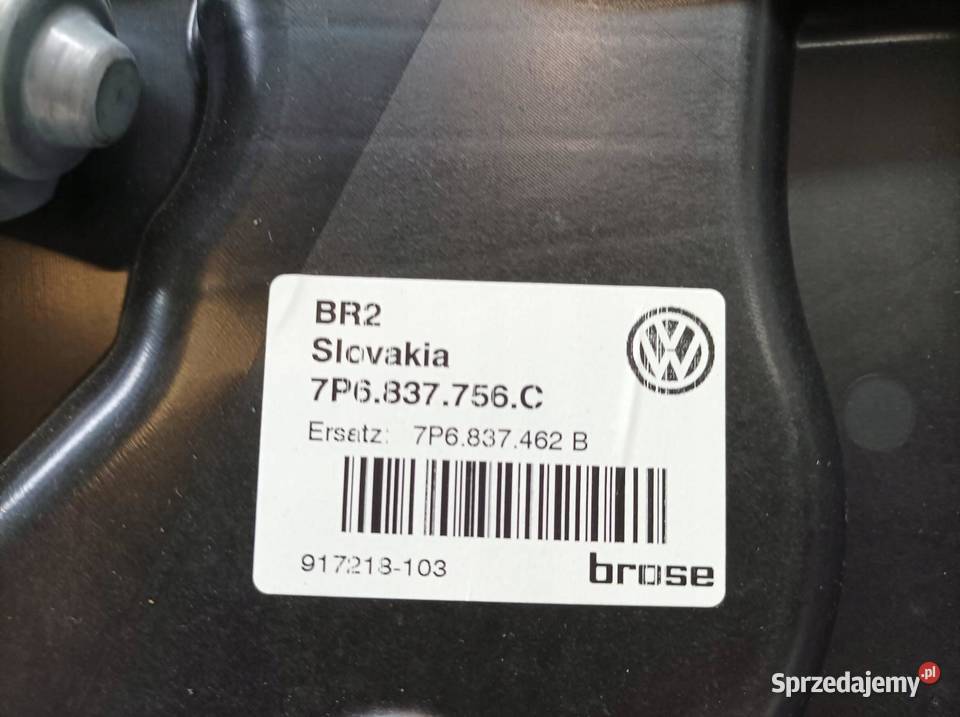 BR2
Slovakia
7P6.837.756.C
Ersatz: 7P6.837.462 B
917218-103
brose
Sprzedajemy.pl